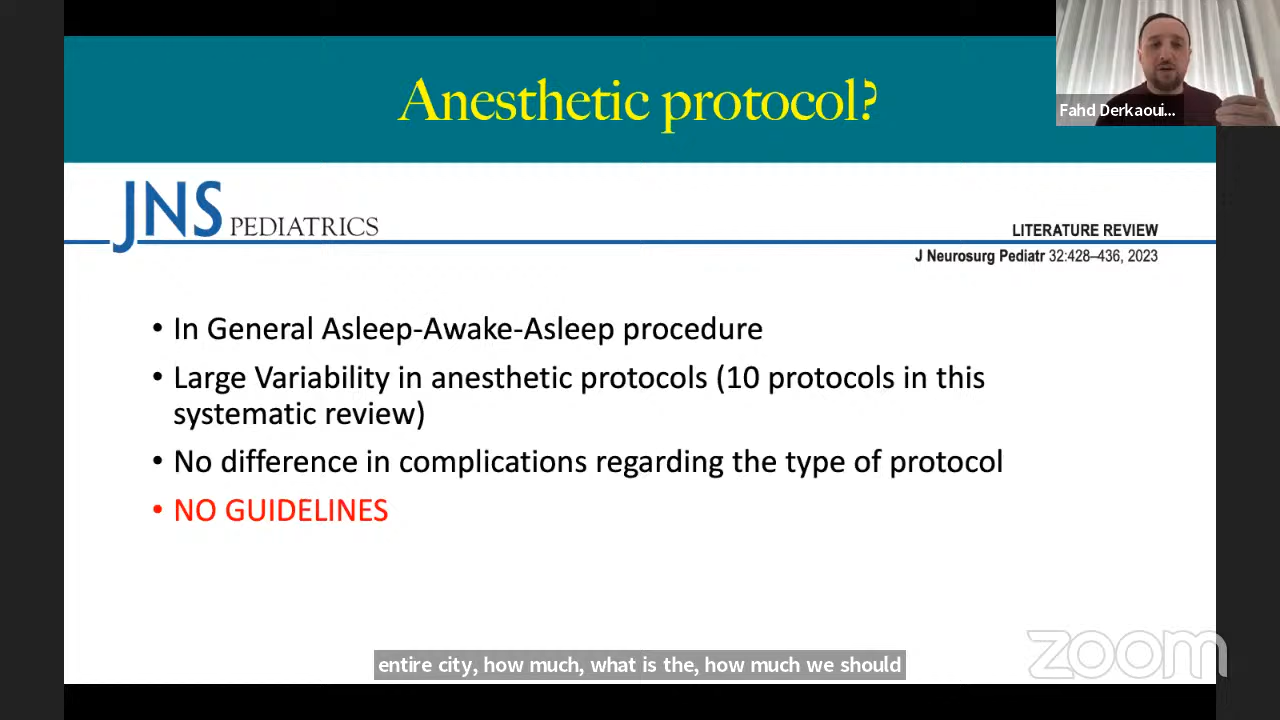 Anesthetic protocol?
Fahd Derkaoui...
JNS PEDIATRICS
LITERATURE REVIEW
J Neurosurg Pediatr 32:428–436, 2023
• In General Asleep-Awake-Asleep procedure
• Large Variability in anesthetic protocols (10 protocols in this
systematic review)
• No difference in complications regarding the type of protocol
• NO GUIDELINES
entire city, how much, what is the, how much we should
zoom